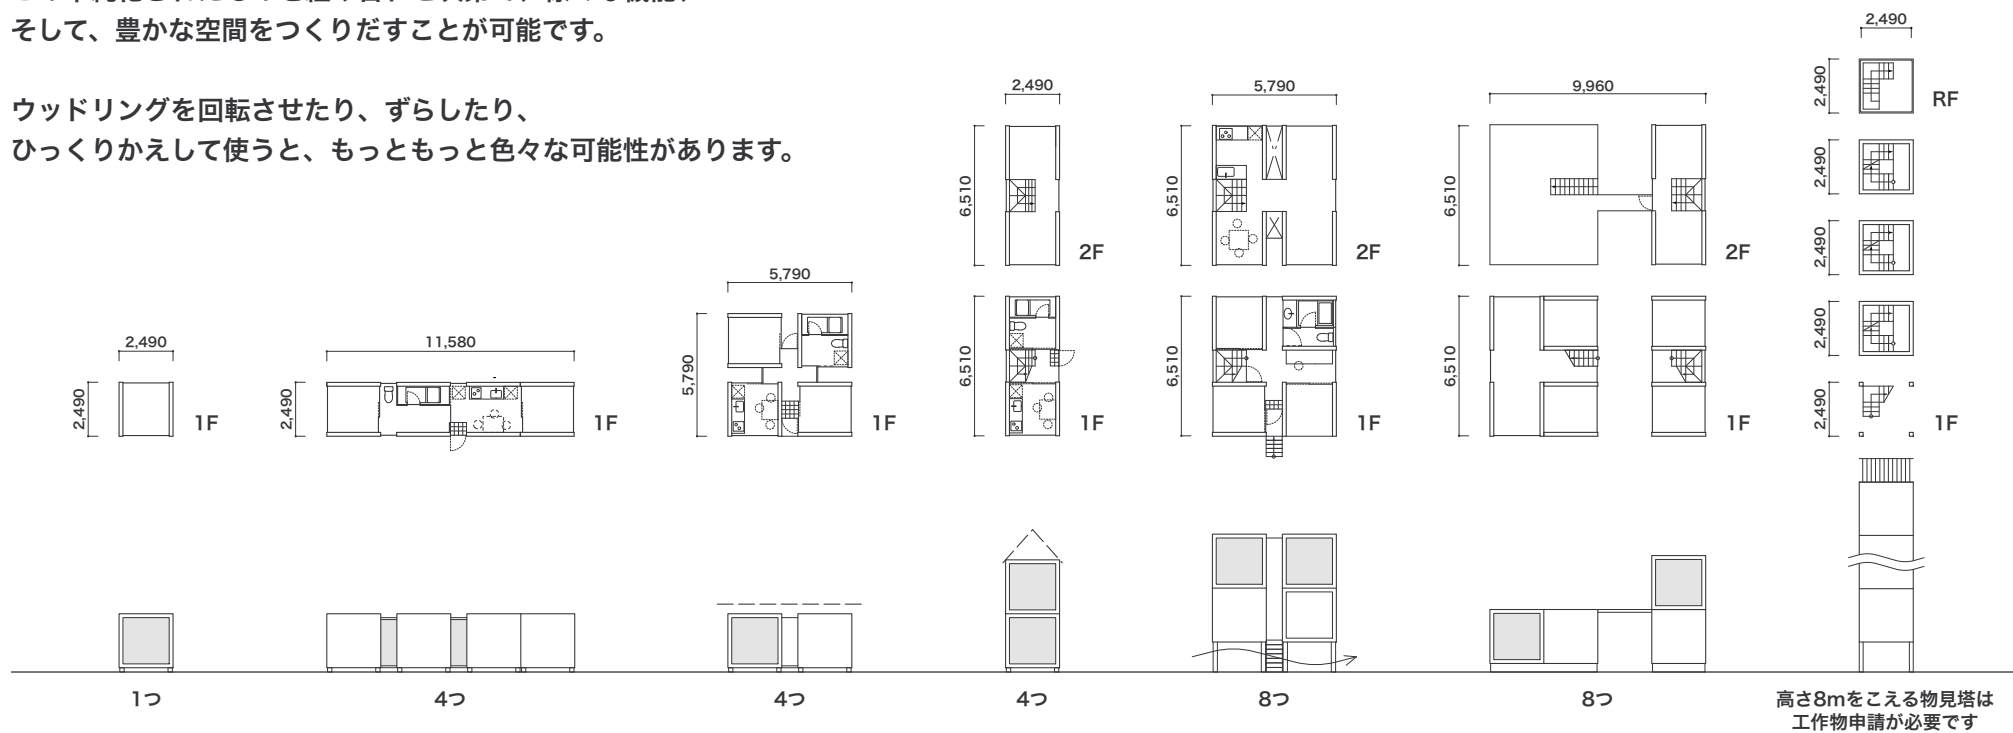 そして、豊かな空間をつくりだすことが可能です。
ウッドリングを回転させたり、ずらしたり、
ひっくりかえして使うと、もっともっと色々な可能性があります。
2,490
2,490
1F
1つ
11,580
2,490
1F
4つ
5,790
5,790
1F
4つ
2,490
6,510
2F
6,510
1F
4つ
5,790
6,510
2F
6,510
1F
8つ
9,960
6,510
2F
6,510
1F
8つ
2,490
2,490
RF
2,490
2,490
2,490
2,490
1F
高さ8mをこえる物見塔は
工作物申請が必要です